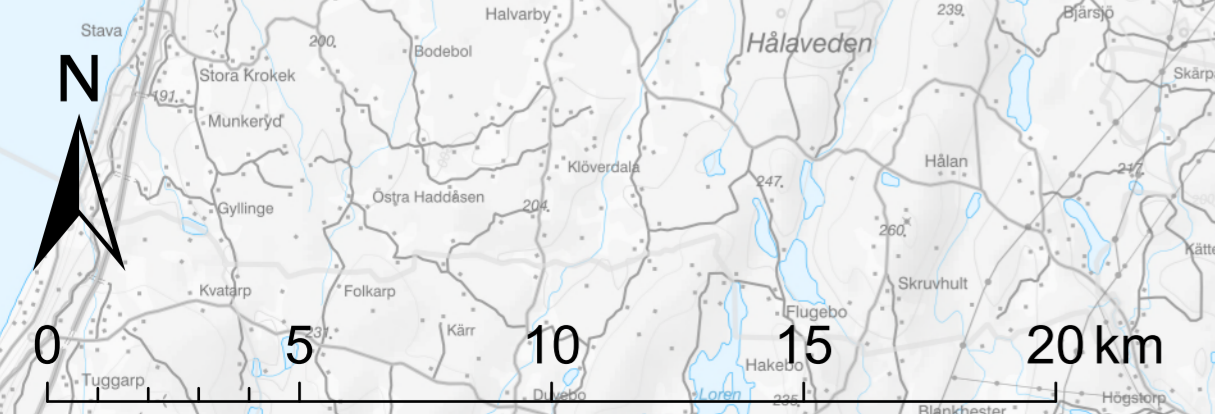 Halvarby
239.
Bjärsjö
Stava
200.
Bodebol
Hålaveden
N
Stora Krokek
Skärp
191.
Munkeryd
Klöverdala
Hålan
217.
247.
Östra Haddåsen
204.
Gyllinge
260.
Kätte
Kvatarp
Folkarp
Skruvhult
Flugebo
231.
Kärr
0 5 10 15 20 km
Hakebo
Tuggarp
Duvebo
Loren
235.
Högstorp
Blankhester